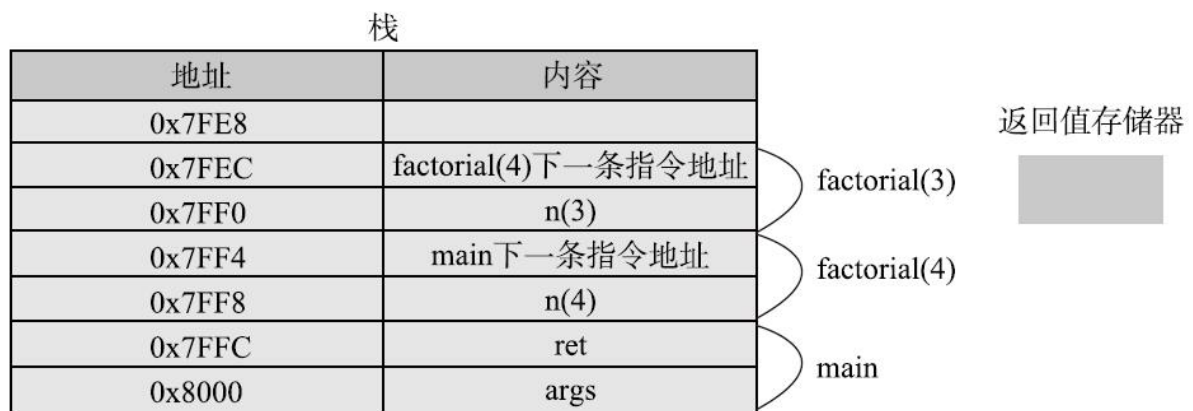 栈
地址 内容
0x7FE8
0x7FEC factorial(4)下一条指令地址
0x7FF0 n(3)
0x7FF4 main下一条指令地址
0x7FF8 n(4)
0x7FFC ret
0x8000 args
factorial(3)
factorial(4)
main
返回值存储器